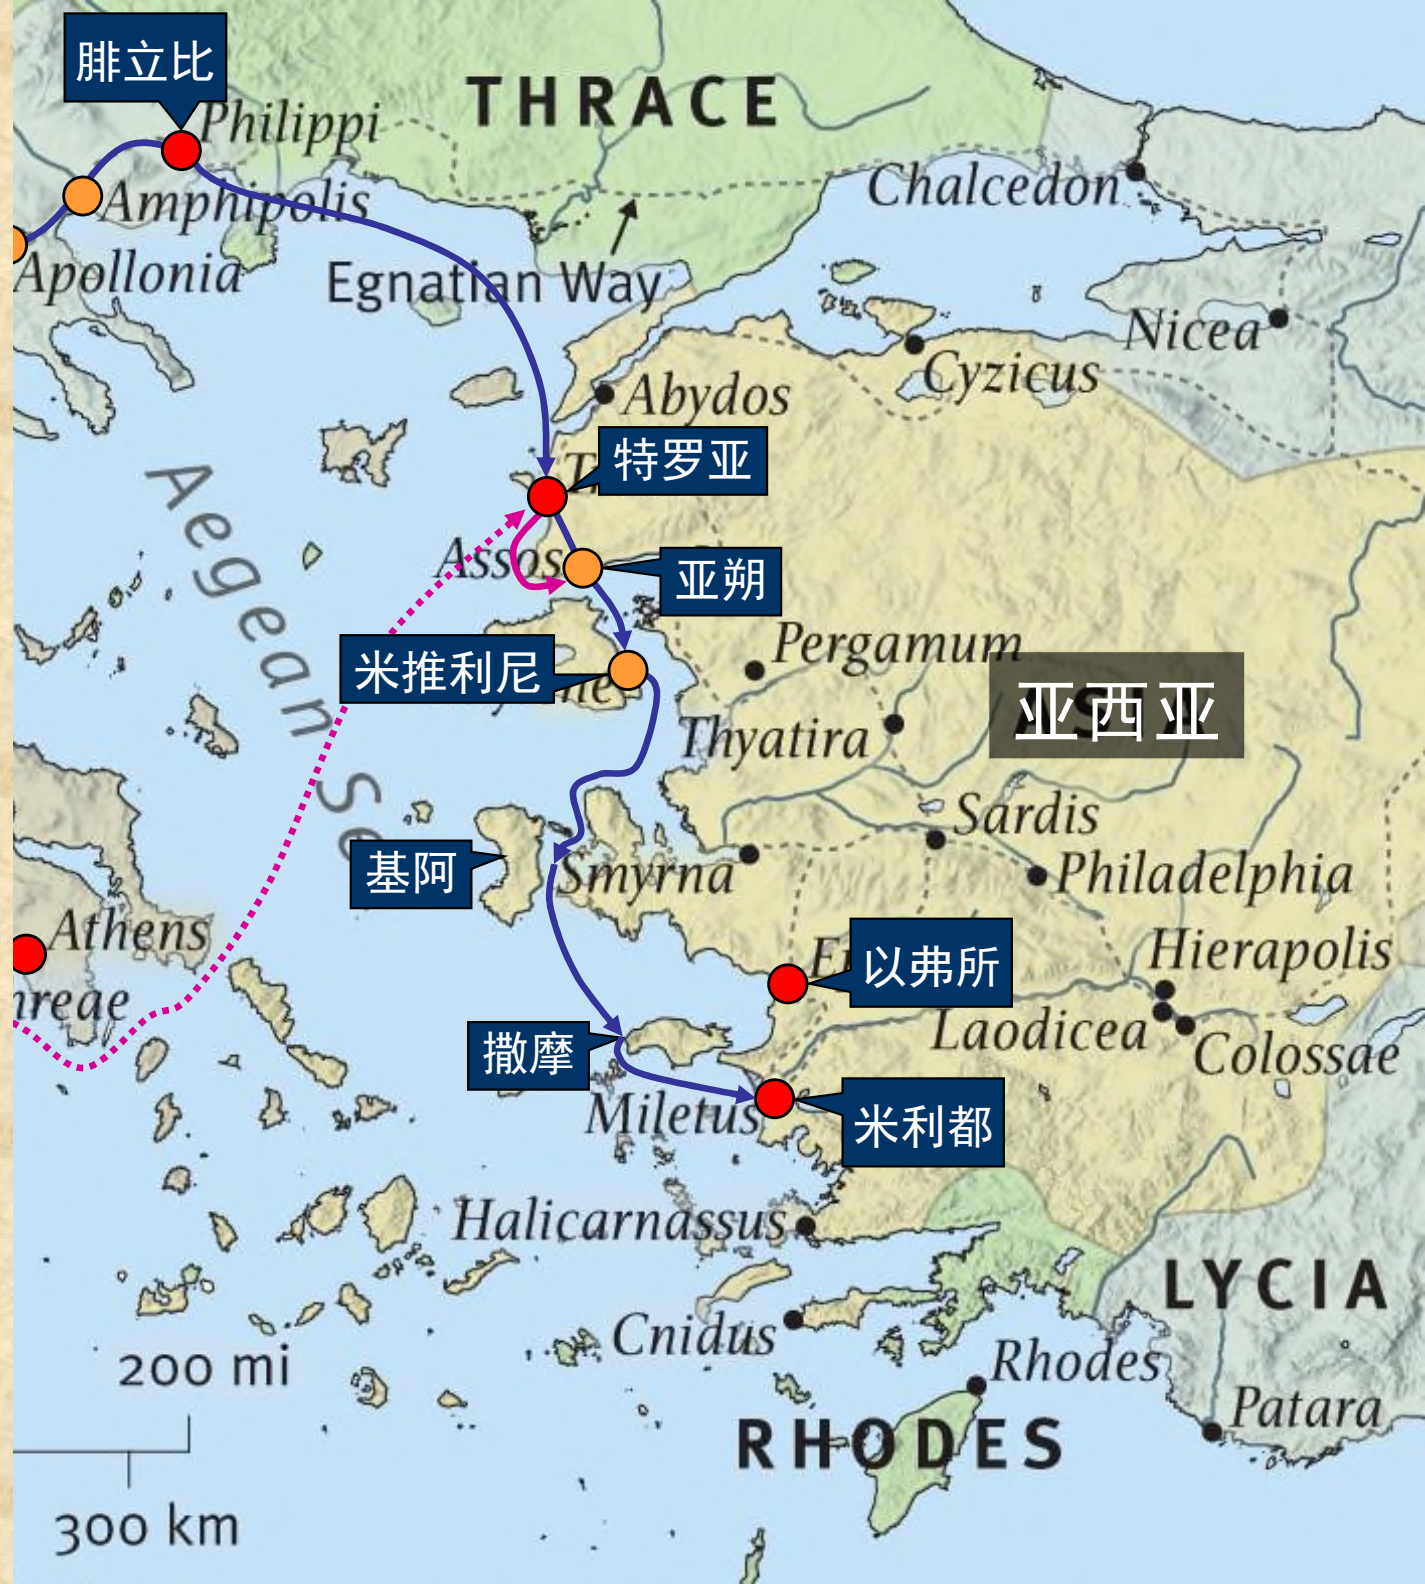 腓立比
THRACE
Philippi
Chalcedon
Amphipolis
Apollonia
Egnatian Way
Nicea
Cyzicus
Abydos
特罗亚
Aegean Se
Assos
亚朔
Pergamum
米推利尼
亚西亚
Thyatira
Sardis
基阿
Smyrna
Philadelphia
Athens
以弗所
Hierapolis
hreae
Laodicea
撒摩
Colossae
Miletus
米利都
Halicarnassus
LYCIA
Cnidus
200 mi
Rhodes
Patara
RHODES
300 km